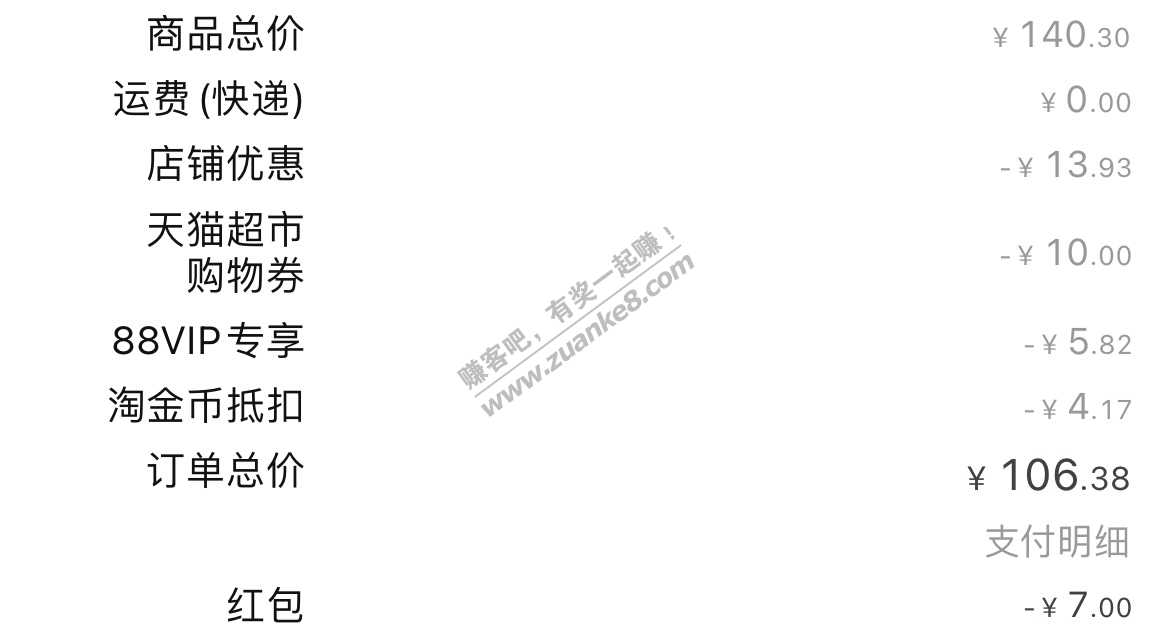 商品总价 ¥ 140.30
运费 (快递) ¥ 0.00
店铺优惠 -¥ 13.93
天猫超市
购物券 -¥ 10.00
88VIP专享 -¥ 5.82
淘金币抵扣 -¥ 4.17
订单总价 ¥ 106.38
支付明细
红包 -¥ 7.00
赚客吧，有奖一起赚！
www.zuanke8.com